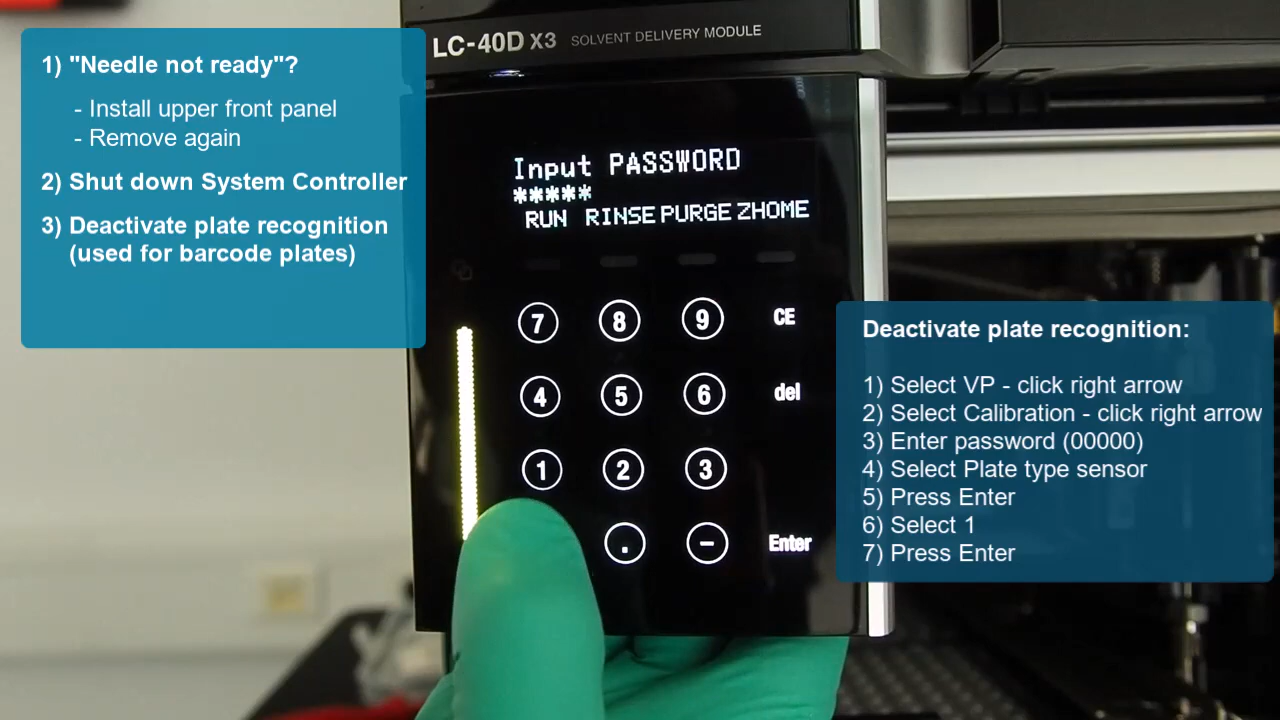 LC-40D X3 SOLVENT DELIVERY MODULE
1) "Needle not ready"?
- Install upper front panel
- Remove again
2) Shut down System Controller
3) Deactivate plate recognition
(used for barcode plates)
Input PASSWORD
*****
RUN RINSE PURGE ZHOME
7 8 9 CE
4 5 6 del
1 2 3
. - Enter
Deactivate plate recognition:
1) Select VP - click right arrow
2) Select Calibration - click right arrow
3) Enter password (00000)
4) Select Plate type sensor
5) Press Enter
6) Select 1
7) Press Enter